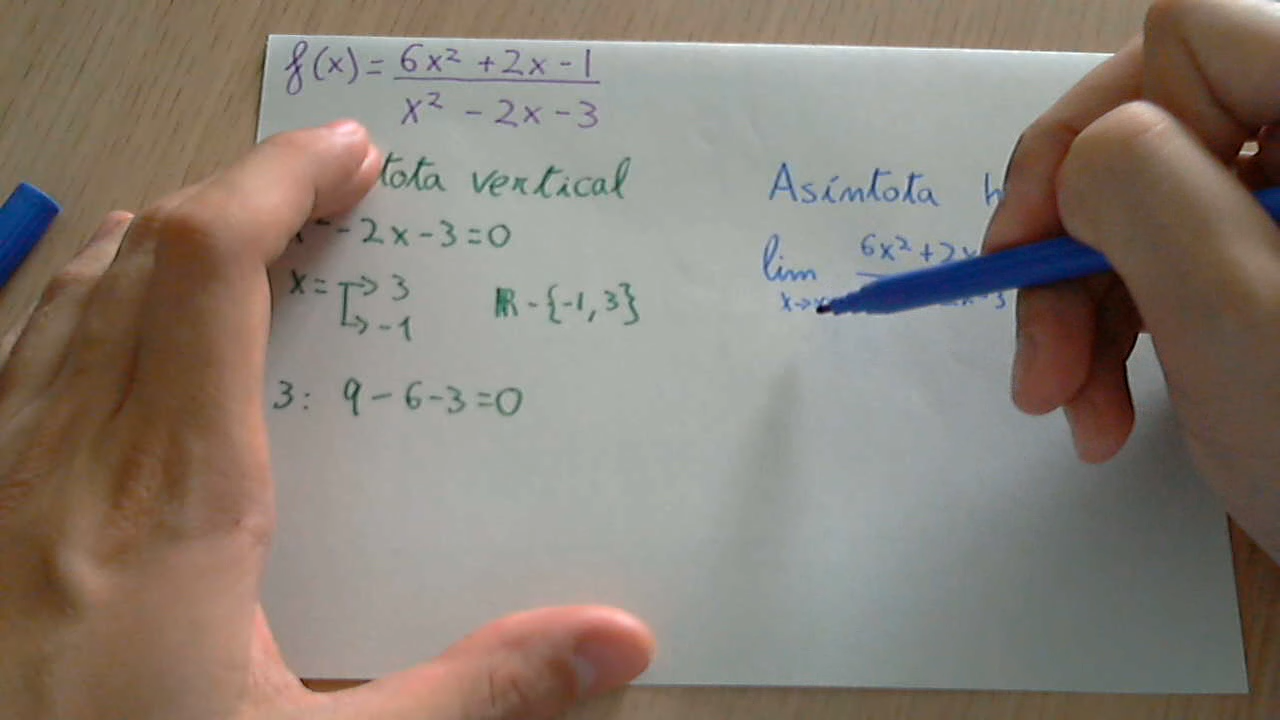 f(x) = 6x² + 2x - 1
x² - 2x - 3
tota vertical
- 2x - 3 = 0
x = → 3
→ -1
ℝ - {-1, 3}
3: 9 - 6 - 3 = 0
Asíntota
lim 6x² + 2x
x→